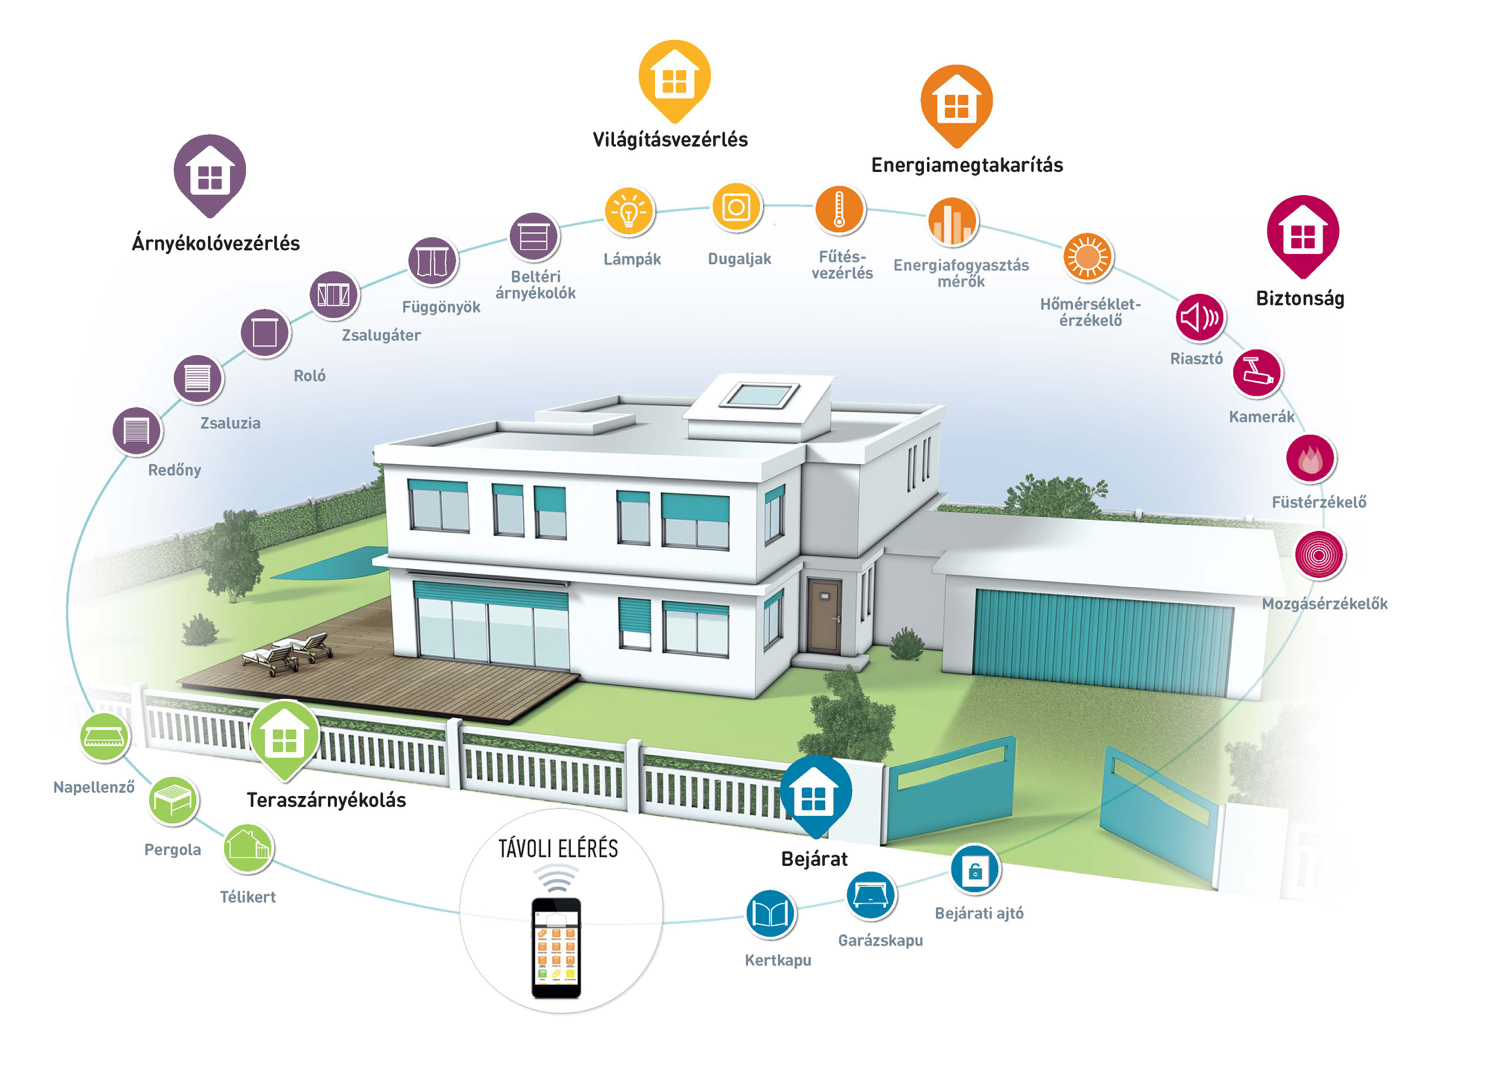 Világításvezérlés
Energiamegtakarítás
Árnyékolóvezérlés
Biztonság
Redőny
Zsaluzia
Roló
Zsalugáter
Függönyök
Beltéri
árnyékolók
Lámpák
Dugaljak
Fűtés-
vezérlés
Energiafogyasztás
mérők
Hőmérséklet-
érzékelő
Riasztó
Kamerák
Füstérzékelő
Mozgásérzékelők
Napellenző
Pergola
Télikert
Teraszárnyékolás
TÁVOLI ELÉRÉS
Bejárat
Kertkapu
Garázskapu
Bejárati ajtó